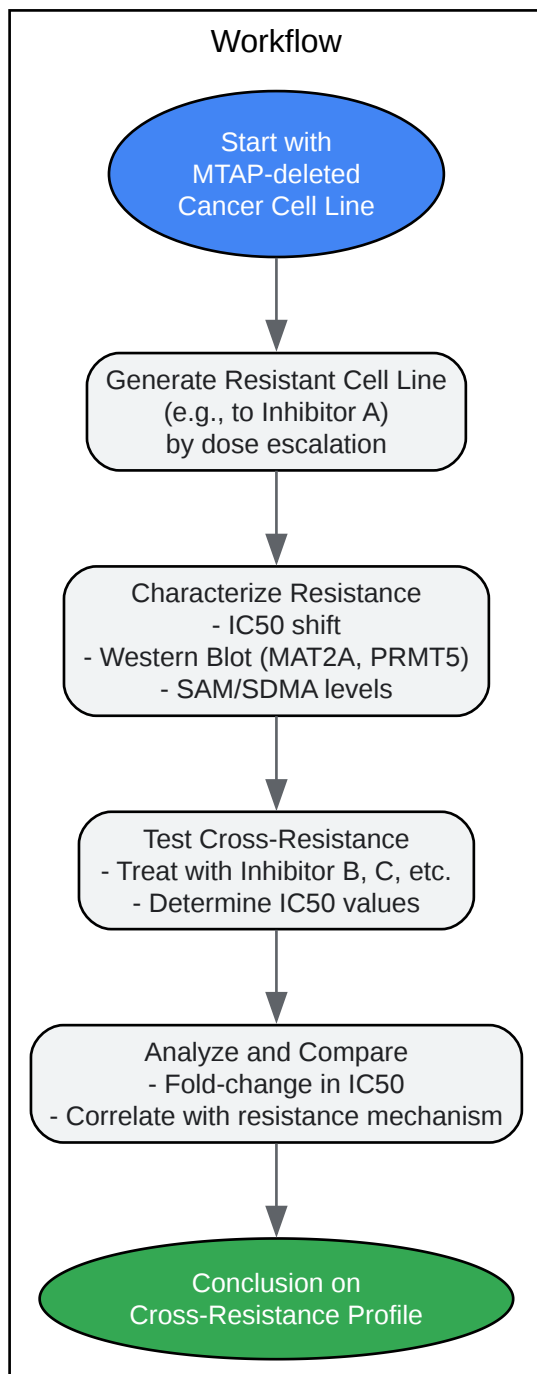 Workflow
Start with
MTAP-deleted
Cancer Cell Line
Generate Resistant Cell Line
(e.g., to Inhibitor A)
by dose escalation
Characterize Resistance
- IC50 shift
- Western Blot (MAT2A, PRMT5)
- SAM/SDMA levels
Test Cross-Resistance
- Treat with Inhibitor B, C, etc.
- Determine IC50 values
Analyze and Compare
- Fold-change in IC50
- Correlate with resistance mechanism
Conclusion on
Cross-Resistance Profile